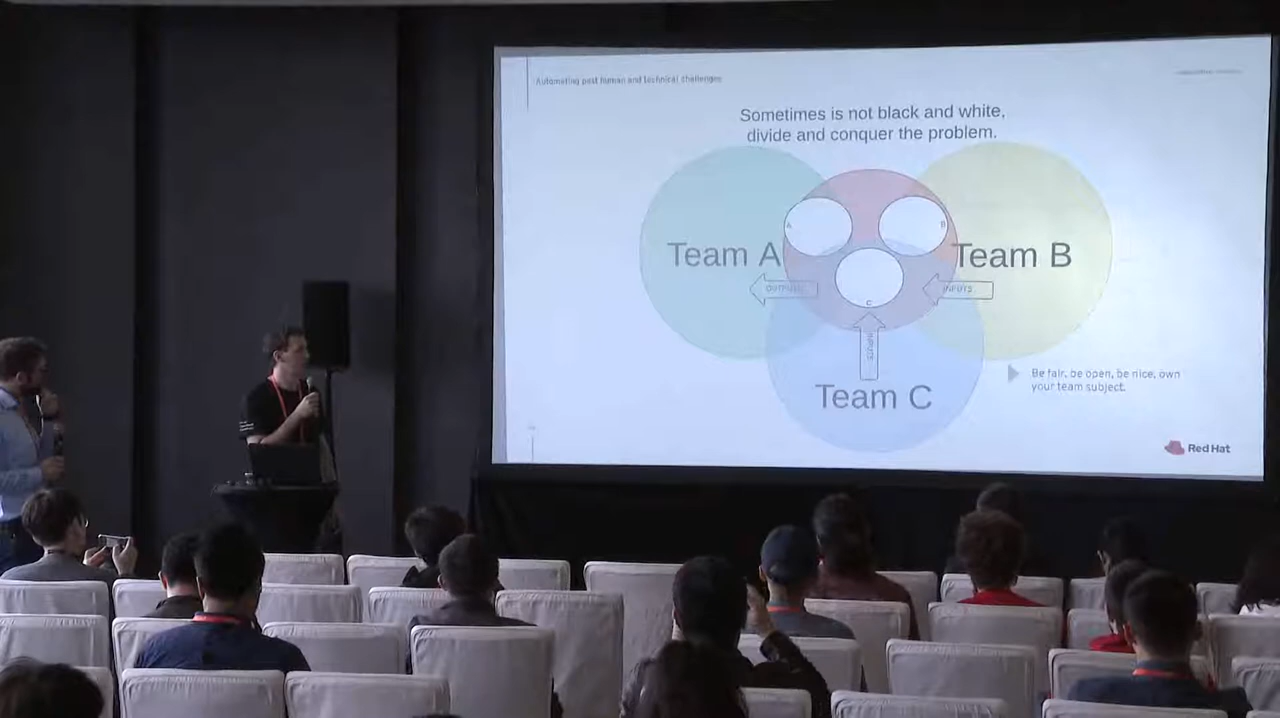 Automating past human and technical challenges
Sometimes is not black and white,
divide and conquer the problem.
A
B
Team A
Team B
OUTPUTS
INPUTS
C
INPUTS
Team C
Be fair, be open, be nice, own
your team subject.
Red Hat